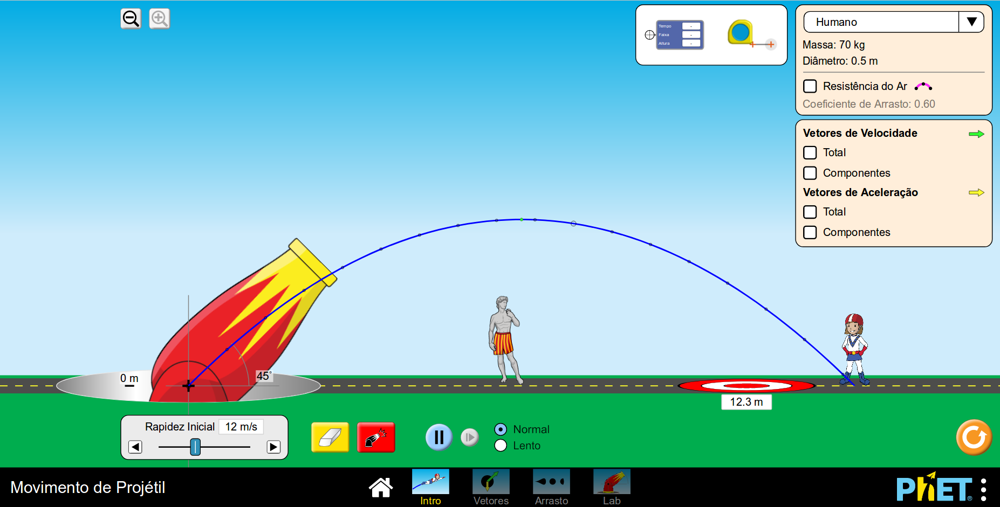 Tempo -
Faixa -
Altura -
Humano
Massa: 70 kg
Diâmetro: 0.5 m
Resistência do Ar
Coeficiente de Arrasto: 0.60
Vetores de Velocidade
Total
Componentes
Vetores de Aceleração
Total
Componentes
0 m
45°
12.3 m
Rapidez Inicial 12 m/s
Normal
Lento
Movimento de Projétil
Intro
Vetores
Arrasto
Lab
PhET®